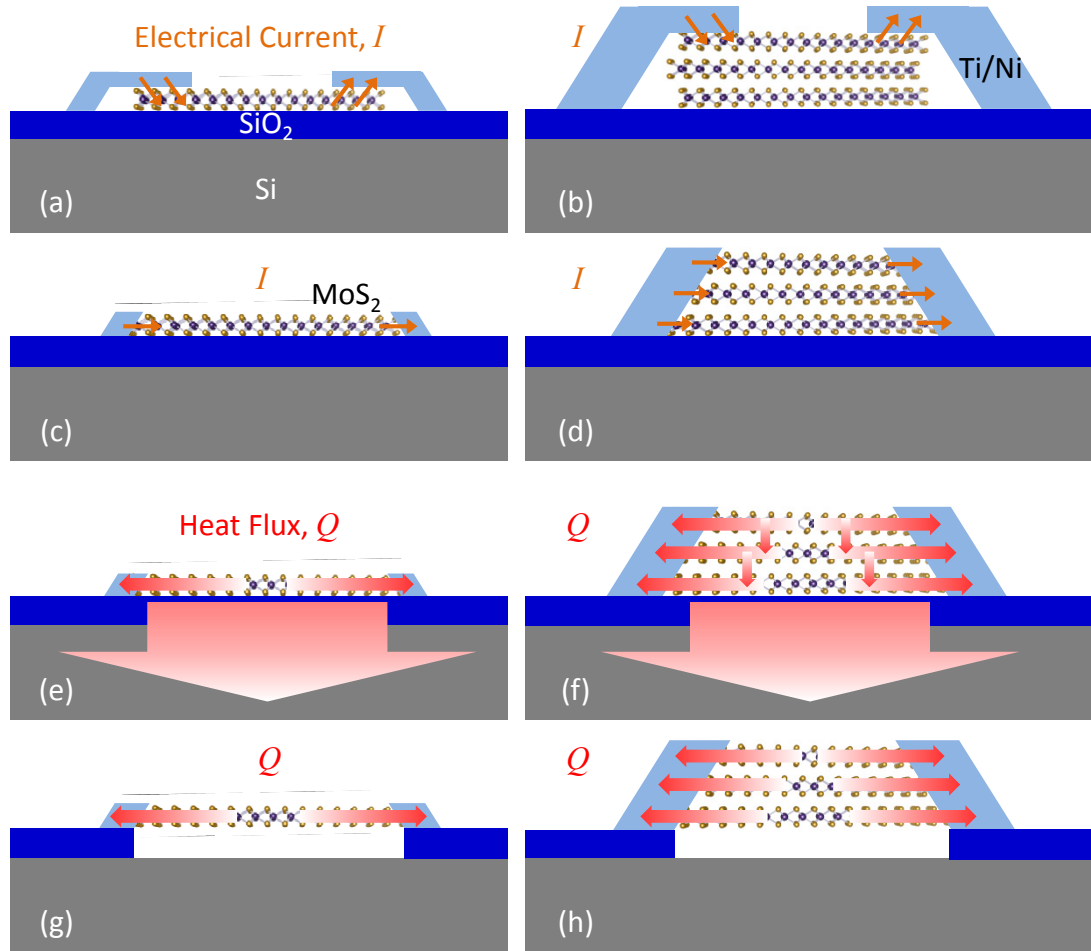 Electrical Current, I
I
Ti/Ni
SiO2
Si
(a)
(b)
I
MoS2
I
(c)
(d)
Heat Flux, Q
Q
(e)
(f)
Q
Q
(g)
(h)